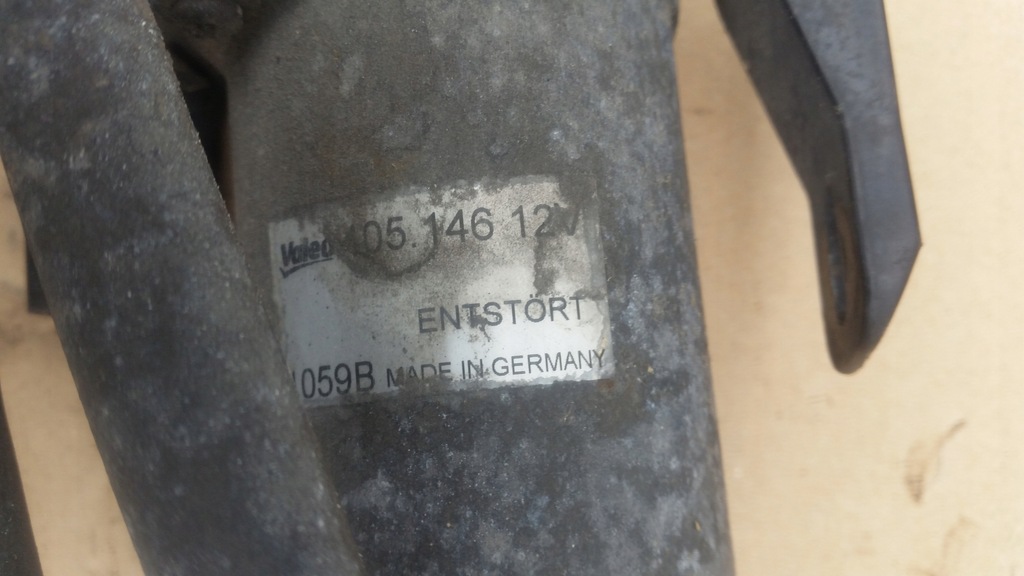 Valeo 405.146 12V
ENTSTÖRT
1059B MADE IN GERMANY